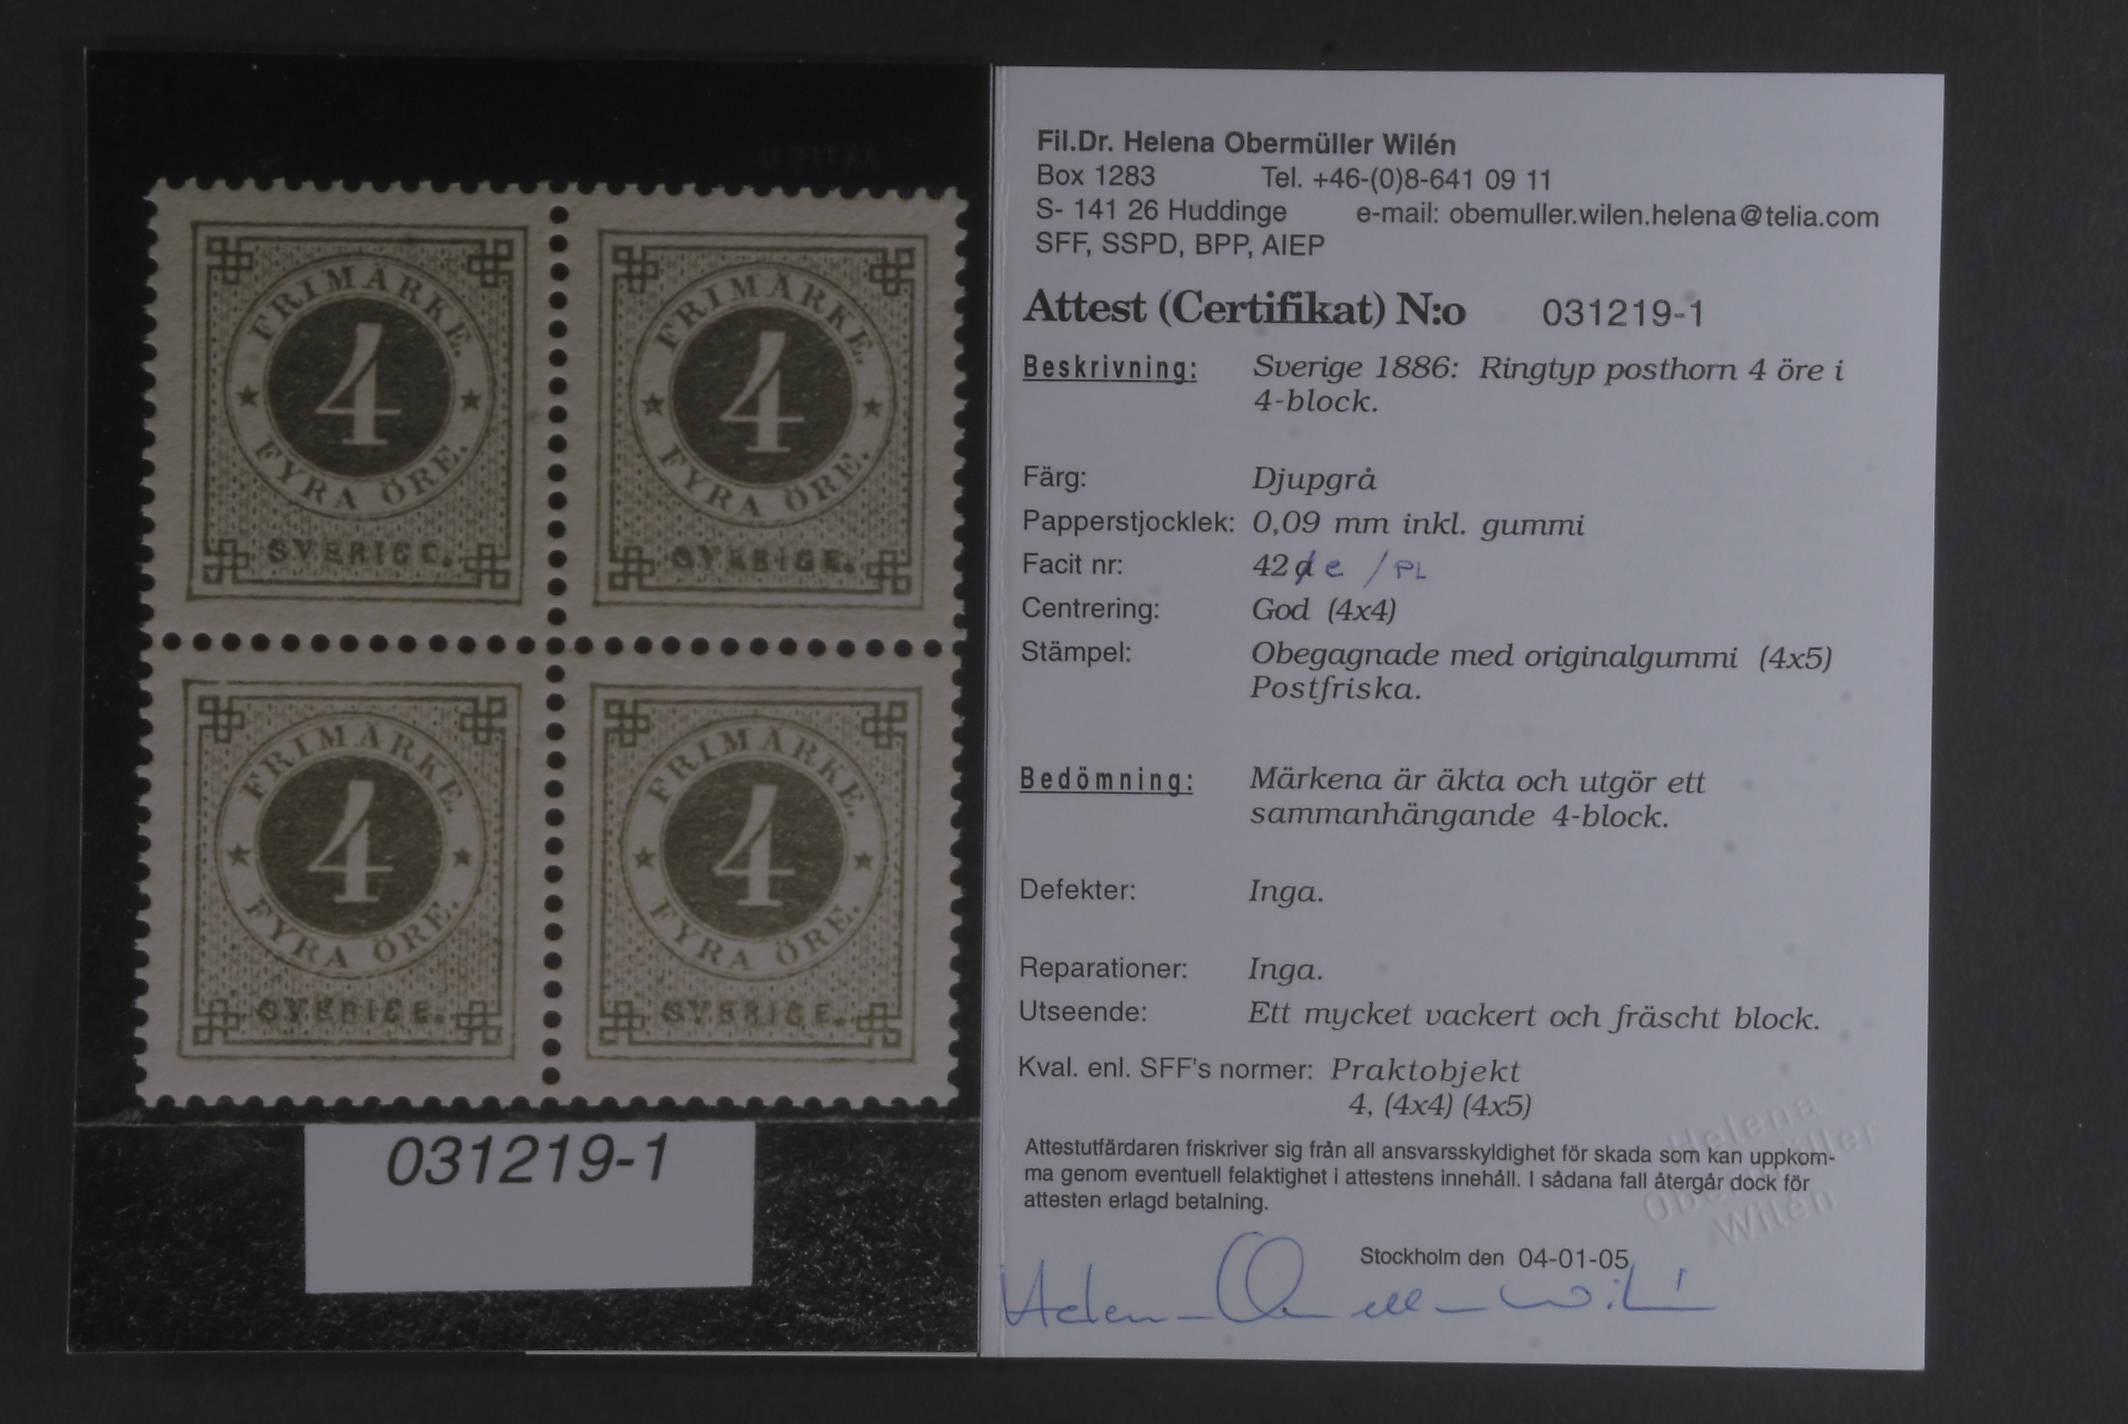 FRIMÄRKE.
4
FYRA ÖRE.
SVERIGE.
FRIMÄRKE.
4
FYRA ÖRE.
SVERIGE.
FRIMÄRKE.
4
FYRA ÖRE.
SVERIGE.
FRIMÄRKE.
4
FYRA ÖRE.
SVERIGE.
031219-1
Fil.Dr. Helena Obermüller Wilén
Box 1283 Tel. +46-(0)8-641 09 11
S- 141 26 Huddinge e-mail: obemuller.wilen.helena@telia.com
SFF, SSPD, BPP, AIEP
Attest (Certifikat) N:o 031219-1
Beskrivning: Sverige 1886: Ringtyp posthorn 4 öre i
4-block.
Färg: Djupgrå
Papperstjocklek: 0,09 mm inkl. gummi
Facit nr: 42d e / PL
Centrering: God (4x4)
Stämpel: Obegagnade med originalgummi (4x5)
Postfriska.
Bedömning: Märkena är äkta och utgör ett
sammanhängande 4-block.
Defekter: Inga.
Reparationer: Inga.
Utseende: Ett mycket vackert och fräscht block.
Kval. enl. SFF's normer: Praktobjekt
4, (4x4) (4x5)
Attestutfärdaren friskriver sig från all ansvarsskyldighet för skada som kan uppkom-
ma genom eventuell felaktighet i attestens innehåll. I sådana fall återgår dock för
attesten erlagd betalning.
Helena
Obermüller
Wilén
Stockholm den 04-01-05